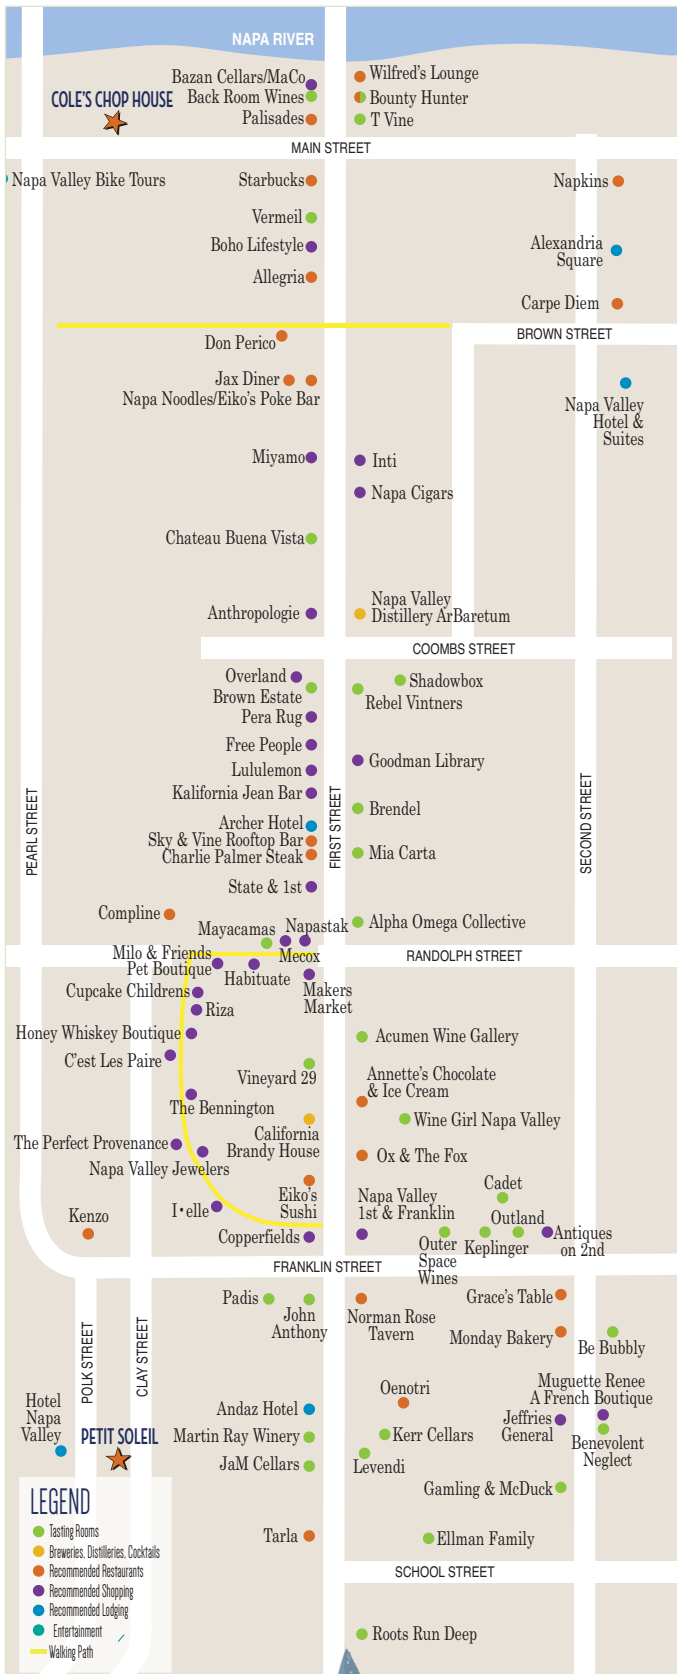 NAPA RIVER
Bazan Cellars/MaCo
Wilfred's Lounge
COLE'S CHOP HOUSE
Back Room Wines
Bounty Hunter
Palisades
T Vine
MAIN STREET
Napa Valley Bike Tours
Starbucks
Napkins
Vermeil
Boho Lifestyle
Alexandria
Square
Allegria
Carpe Diem
BROWN STREET
Don Perico
Jax Diner
Napa Noodles/Eiko's Poke Bar
Napa Valley
Hotel &
Suites
Miyamo
Inti
Napa Cigars
Chateau Buena Vista
Anthropologie
Napa Valley
Distillery ArBaretum
COOMBS STREET
Overland
Shadowbox
Brown Estate
Rebel Vintners
Pera Rug
Free People
Goodman Library
Lululemon
Kalifornia Jean Bar
Brendel
PEARL STREET
FIRST STREET
SECOND STREET
Archer Hotel
Sky & Vine Rooftop Bar
Charlie Palmer Steak
Mia Carta
State & 1st
Compline
Mayacamas
Napastak
Alpha Omega Collective
Milo & Friends
Pet Boutique
Mecox
RANDOLPH STREET
Habituate
Cupcake Childrens
Makers
Market
Riza
Honey Whiskey Boutique
Acumen Wine Gallery
C'est Les Paire
Vineyard 29
Annette's Chocolate
& Ice Cream
The Bennington
Wine Girl Napa Valley
California
Brandy House
The Perfect Provenance
Ox & The Fox
Napa Valley Jewelers
Cadet
Eiko's
Sushi
Napa Valley
1st & Franklin
I•elle
Kenzo
Outland
Copperfields
Outer
Space
Wines
Keplinger
Antiques
on 2nd
FRANKLIN STREET
Padis
John
Anthony
Grace's Table
Norman Rose
Tavern
Monday Bakery
Be Bubbly
POLK STREET
CLAY STREET
Oenotri
Muguette Renee
A French Boutique
Hotel
Napa
Valley
Andaz Hotel
Jeffries
General
PETIT SOLEIL
Martin Ray Winery
Kerr Cellars
Benevolent
Neglect
JaM Cellars
Levendi
Gamling & McDuck
LEGEND
Tasting Rooms
Breweries, Distilleries, Cocktails
Recommended Restaurants
Recommended Shopping
Recommended Lodging
Entertainment
Walking Path
Tarla
Ellman Family
SCHOOL STREET
Roots Run Deep